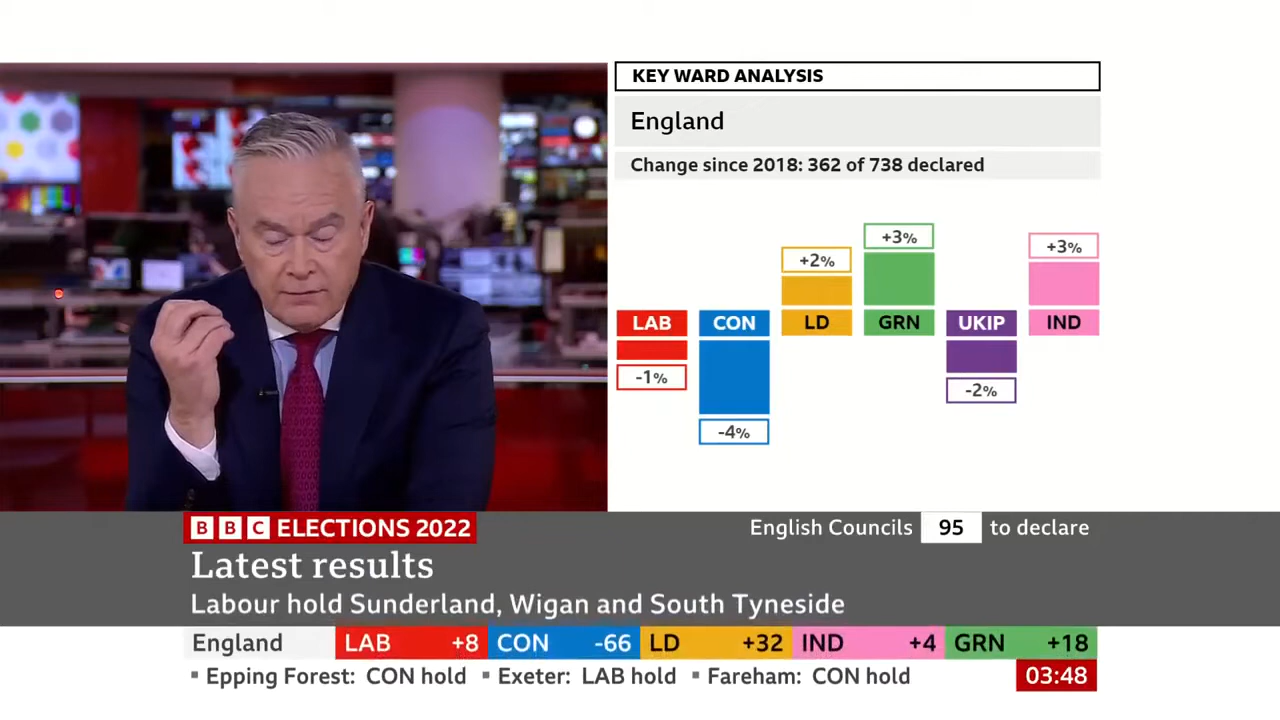 KEY WARD ANALYSIS
England
Change since 2018: 362 of 738 declared
+3%
+3%
+2%
LAB CON LD GRN UKIP IND
-1%
-2%
-4%
BBC ELECTIONS 2022
English Councils 95 to declare
Latest results
Labour hold Sunderland, Wigan and South Tyneside
England LAB +8 CON -66 LD +32 IND +4 GRN +18
▪ Epping Forest: CON hold ▪ Exeter: LAB hold ▪ Fareham: CON hold
03:48